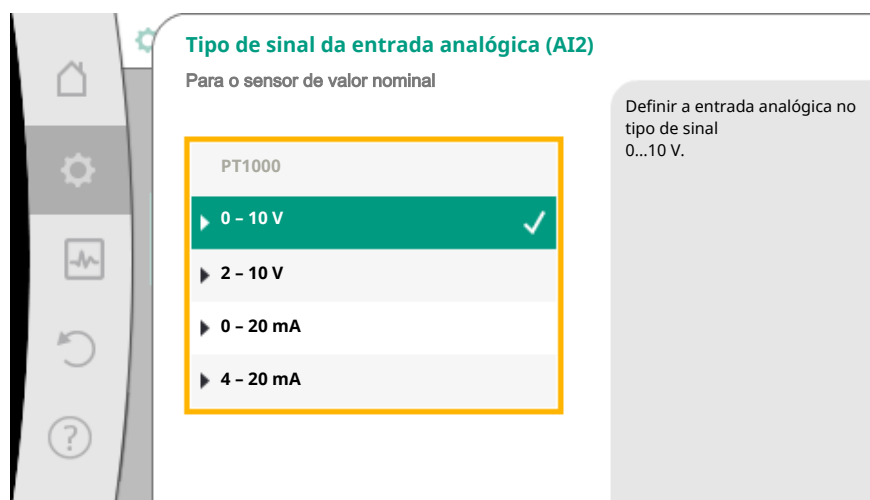 Tipo de sinal da entrada analógica (AI2)
Para o sensor de valor nominal
PT1000
0 – 10 V
2 – 10 V
0 – 20 mA
4 – 20 mA
Definir a entrada analógica no
tipo de sinal
0...10 V.
?